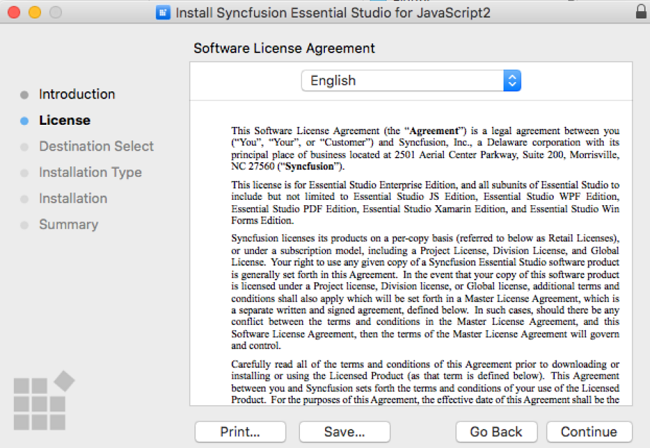 Install Syncfusion Essential Studio for JavaScript2
Software License Agreement
Introduction
License
Destination Select
Installation Type
Installation
Summary
English
This Software License Agreement (the “Agreement”) is a legal agreement between you
(“You”, “Your”, or “Customer”) and Syncfusion, Inc., a Delaware corporation with its
principal place of business located at 2501 Aerial Center Parkway, Suite 200, Morrisville,
NC 27560 (“Syncfusion”).
This license is for Essential Studio Enterprise Edition, and all subunits of Essential Studio to
include but not limited to Essential Studio JS Edition, Essential Studio WPF Edition,
Essential Studio PDF Edition, Essential Studio Xamarin Edition, and Essential Studio Win
Forms Edition.
Syncfusion licenses its products on a per-copy basis (referred to below as Retail Licenses),
or under a subscription model, including a Project License, Division License, and Global
License. Your right to use any given copy of a Syncfusion Essential Studio software product
is generally set forth in this Agreement. In the event that your copy of this software product
is licensed under a Project license, Division license, or Global license, additional terms and
conditions shall also apply which will be set forth in a Master License Agreement, which is
a separate written and signed agreement, defined below. In such cases, should there be any
conflict between the terms and conditions in the Master License Agreement, and this
Software License Agreement, then the terms of the Master License Agreement will govern
and control.
Carefully read all of the terms and conditions of this Agreement prior to downloading or
installing or using the Licensed Product (as that term is defined below). This Agreement
between you and Syncfusion sets forth the terms and conditions of your use of the Licensed
Product. For the purposes of this Agreement, the effective date of this Agreement shall be the
Print...
Save...
Go Back
Continue